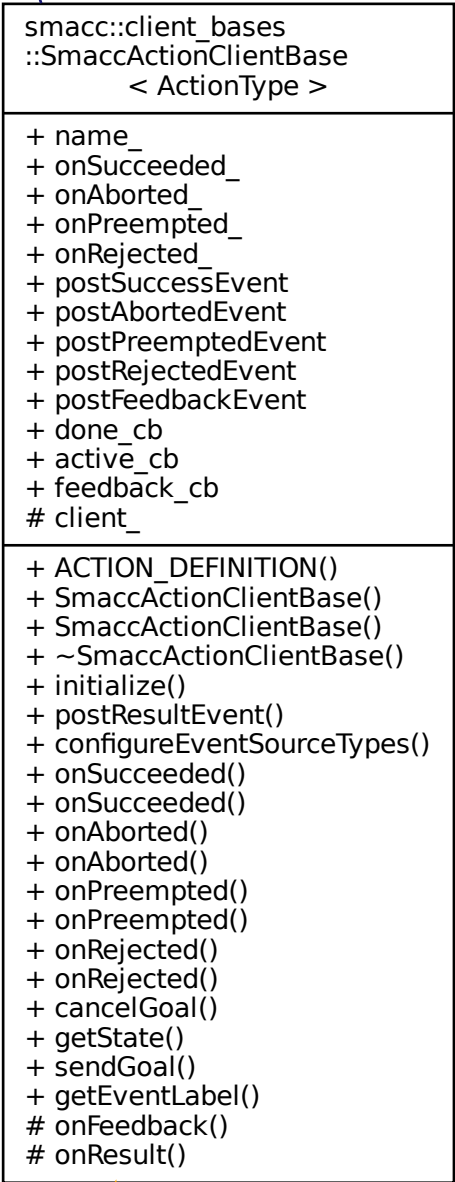 smacc::client_bases
::SmaccActionClientBase
< ActionType >
+ name_
+ onSucceeded_
+ onAborted_
+ onPreempted_
+ onRejected_
+ postSuccessEvent
+ postAbortedEvent
+ postPreemptedEvent
+ postRejectedEvent
+ postFeedbackEvent
+ done_cb
+ active_cb
+ feedback_cb
# client_
+ ACTION_DEFINITION()
+ SmaccActionClientBase()
+ SmaccActionClientBase()
+ ~SmaccActionClientBase()
+ initialize()
+ postResultEvent()
+ configureEventSourceTypes()
+ onSucceeded()
+ onSucceeded()
+ onAborted()
+ onAborted()
+ onPreempted()
+ onPreempted()
+ onRejected()
+ onRejected()
+ cancelGoal()
+ getState()
+ sendGoal()
+ getEventLabel()
# onFeedback()
# onResult()